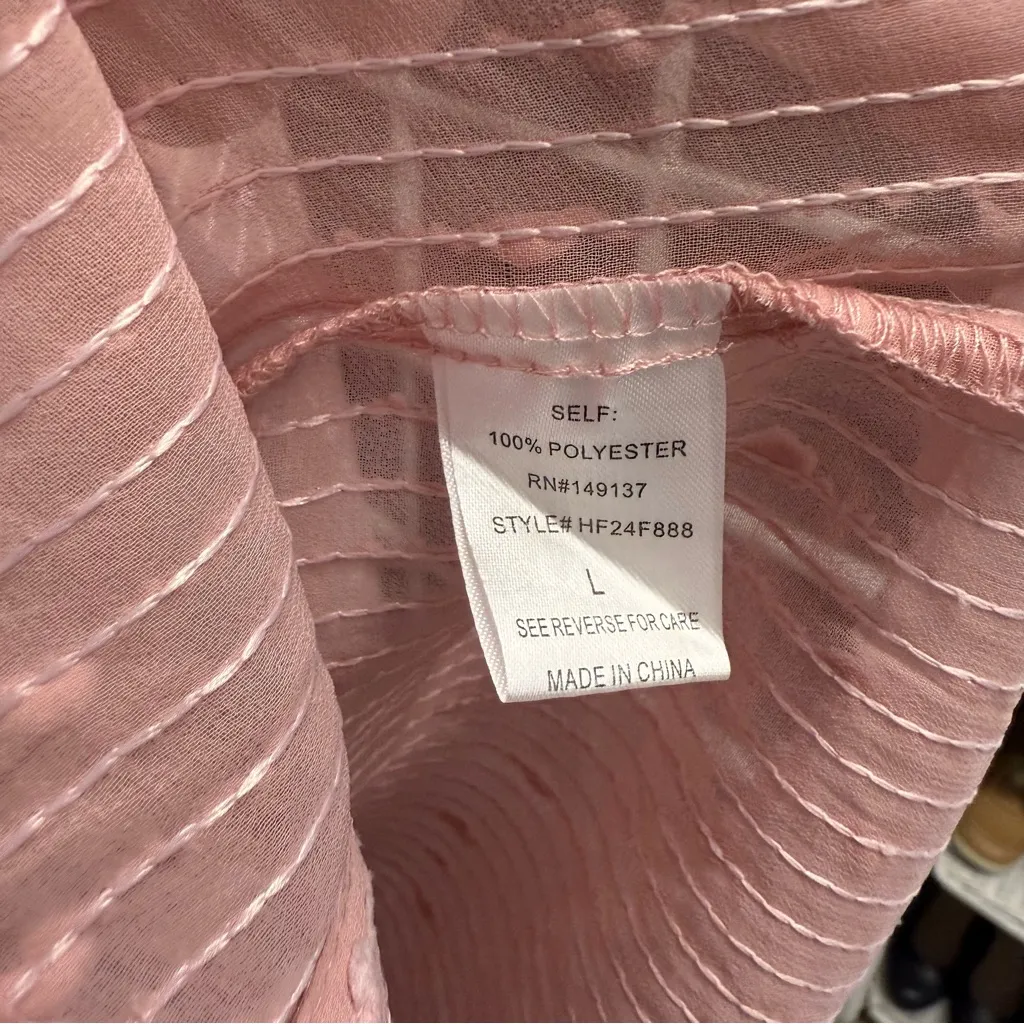 SELF:
100% POLYESTER
RN#149137
STYLE# HF24F888
L
SEE REVERSE FOR CARE
MADE IN CHINA